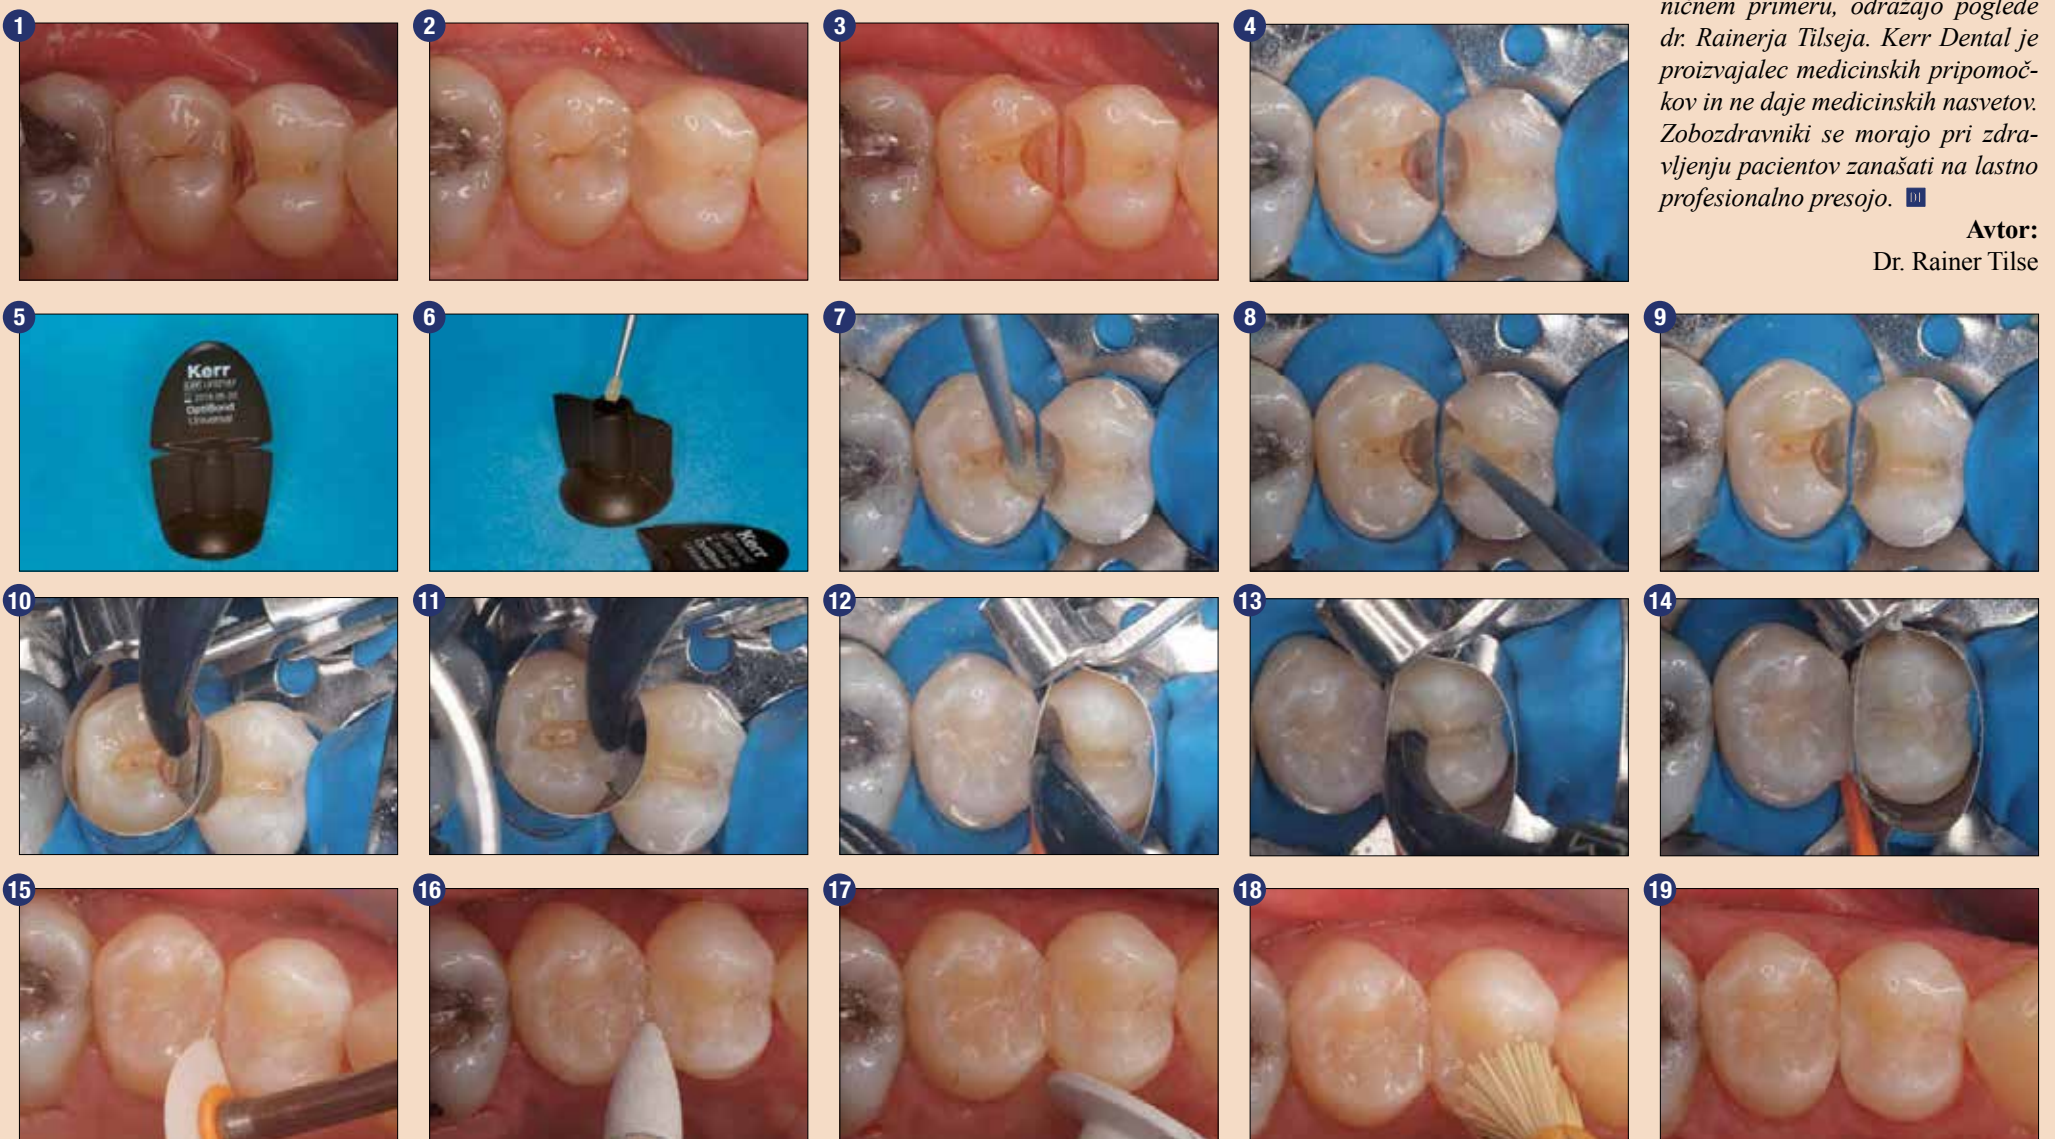 1
2
3
4
ničnem primeru, odražajo poglede
dr. Rainerja Tilseja. Kerr Dental je
proizvajalec medicinskih pripomoč-
kov in ne daje medicinskih nasvetov.
Zobozdravniki se morajo pri zdra-
vljenju pacientov zanašati na lastno
profesionalno presojo.
Avtor:
Dr. Rainer Tilse
5
Kerr
OptiBond
Universal
6
Kerr
7
8
9
10
11
12
13
14
15
16
17
18
19